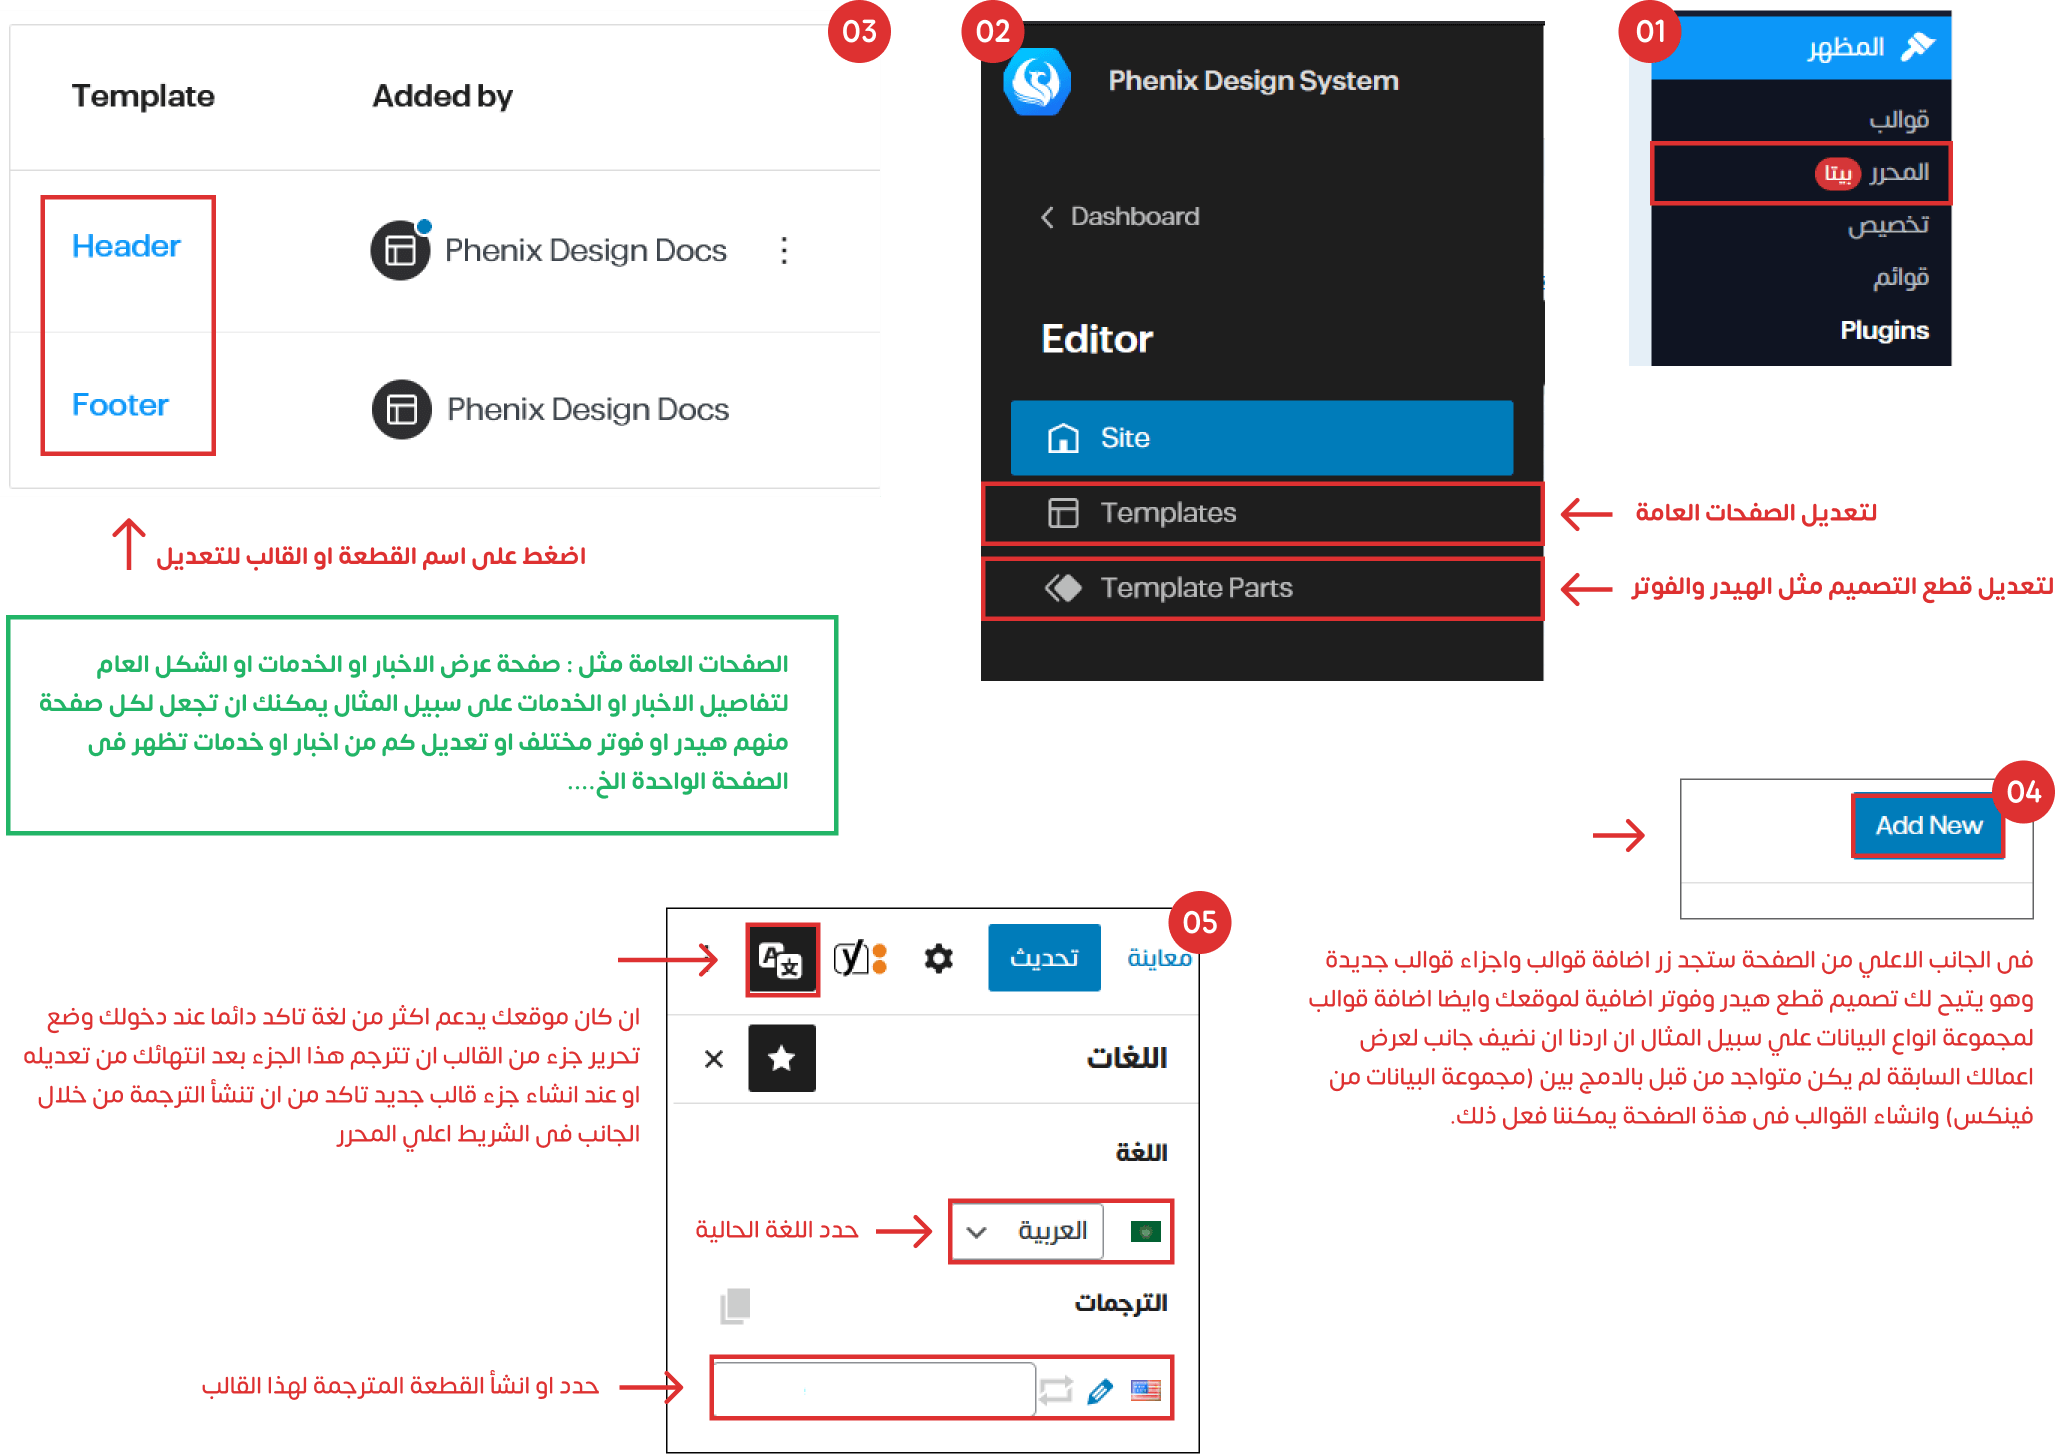 01
المظهر
قوالب
المحرر بيتا
تخصيص
قوائم
Plugins
02
Phenix Design System
Dashboard
Editor
Site
Templates
لتعديل الصفحات العامة
Template Parts
لتعديل قطع التصميم مثل الهيدر والفوتر
03
Template Added by
Header Phenix Design Docs
Footer Phenix Design Docs
اضغط على اسم القطعة او القالب للتعديل
الصفحات العامة مثل : صفحة عرض الاخبار او الخدمات او الشكل العام
لتفاصيل الاخبار او الخدمات على سبيل المثال يمكنك ان تجعل لكل صفحة
منهم هيدر او فوتر مختلف او تعديل كم من اخبار او خدمات تظهر فى
الصفحة الواحدة الخ....
04
Add New
فى الجانب الاعلي من الصفحة ستجد زر اضافة قوالب واجزاء قوالب جديدة
وهو يتيح لك تصميم قطع هيدر وفوتر اضافية لموقعك وايضا اضافة قوالب
لمجموعة انواع البيانات علي سبيل المثال ان اردنا ان نضيف جانب لعرض
اعمالك السابقة لم يكن متواجد من قبل بالدمج بين (مجموعة البيانات من
فينكس) وانشاء القوالب فى هذة الصفحة يمكننا فعل ذلك.
05
معاينة
تحديث
اللغات
ان كان موقعك يدعم اكثر من لغة تاكد دائما عند دخولك وضع
تحرير جزء من القالب ان تترجم هذا الجزء بعد انتهائك من تعديله
او عند انشاء جزء قالب جديد تاكد من ان تنشأ الترجمة من خلال
الجانب فى الشريط اعلي المحرر
اللغة
العربية
حدد اللغة الحالية
الترجمات
حدد او انشأ القطعة المترجمة لهذا القالب